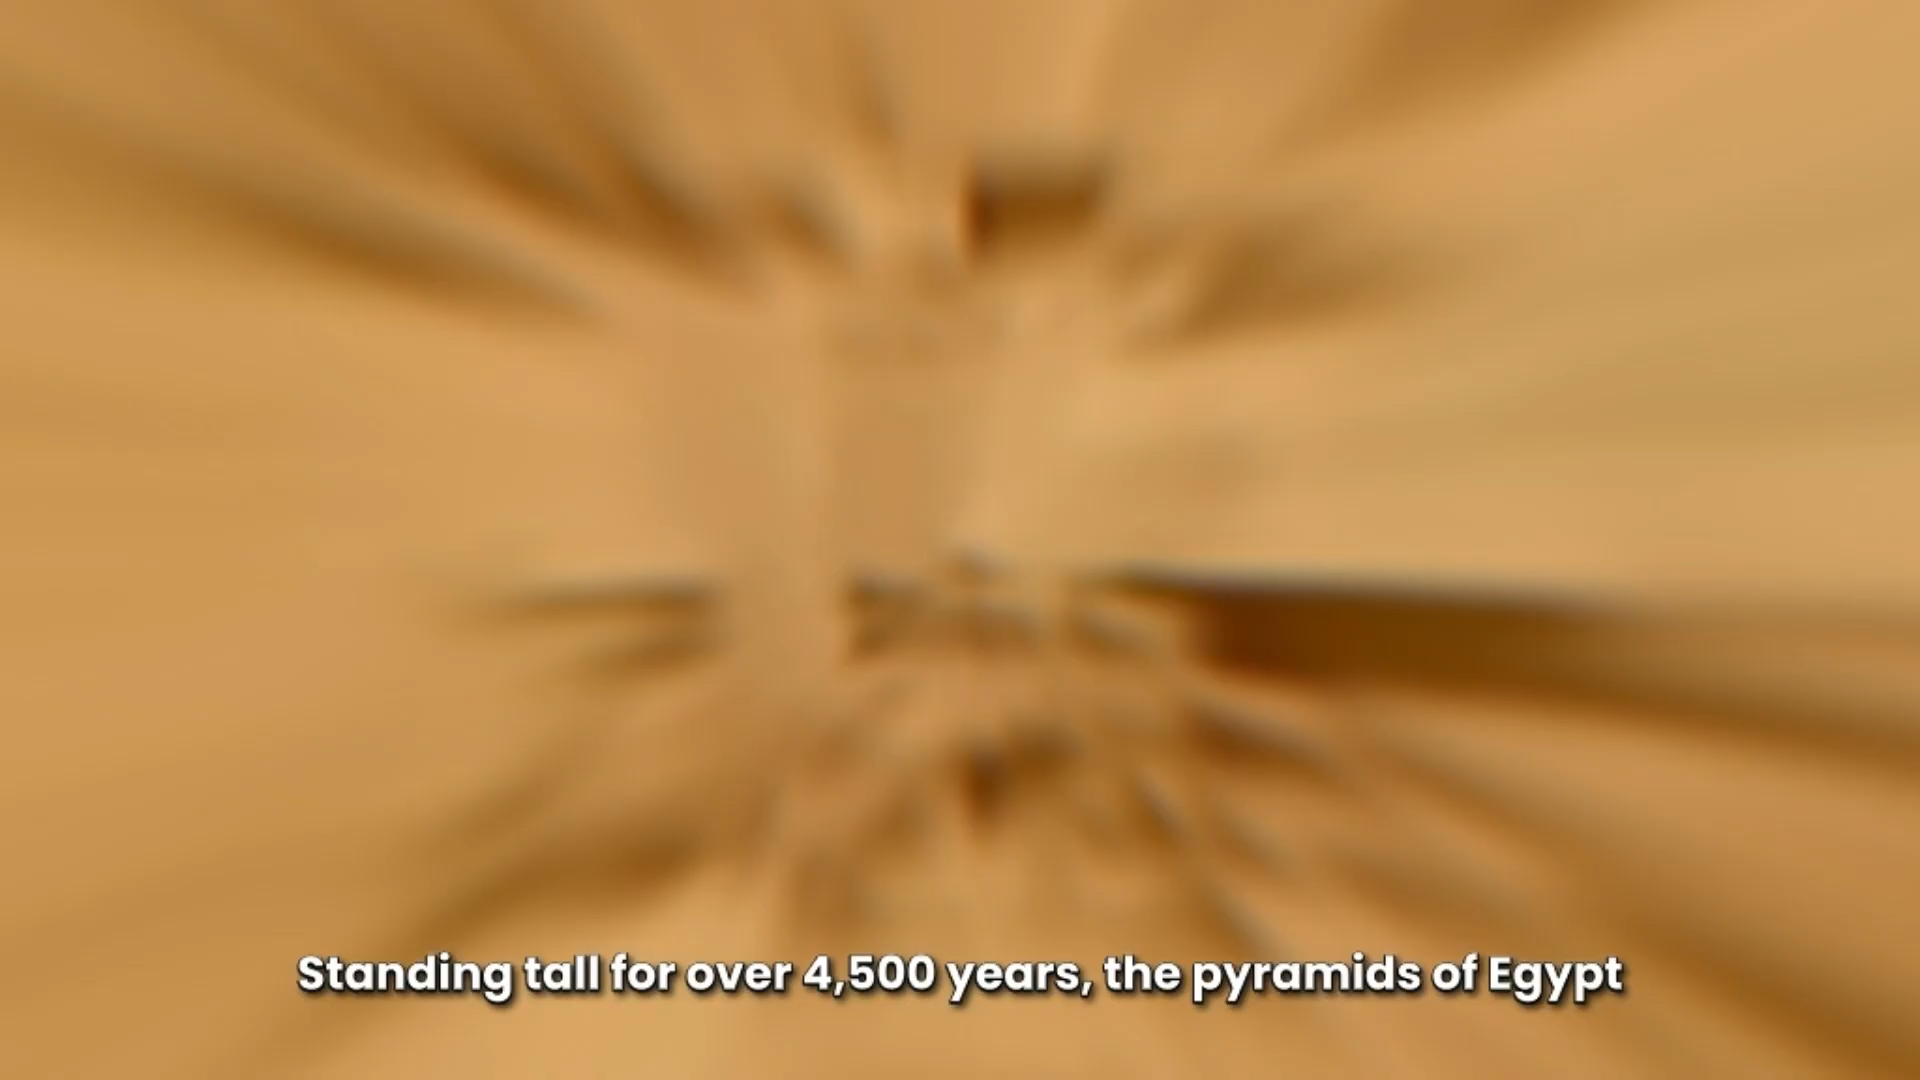 Standing tall for over 4,500 years, the pyramids of Egypt